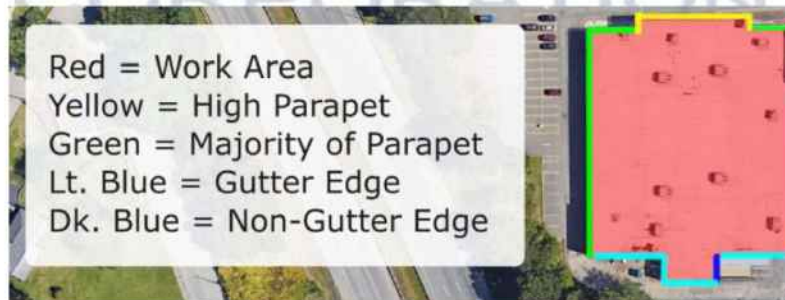 Red = Work Area
Yellow = High Parapet
Green = Majority of Parapet
Lt. Blue = Gutter Edge
Dk. Blue = Non-Gutter Edge